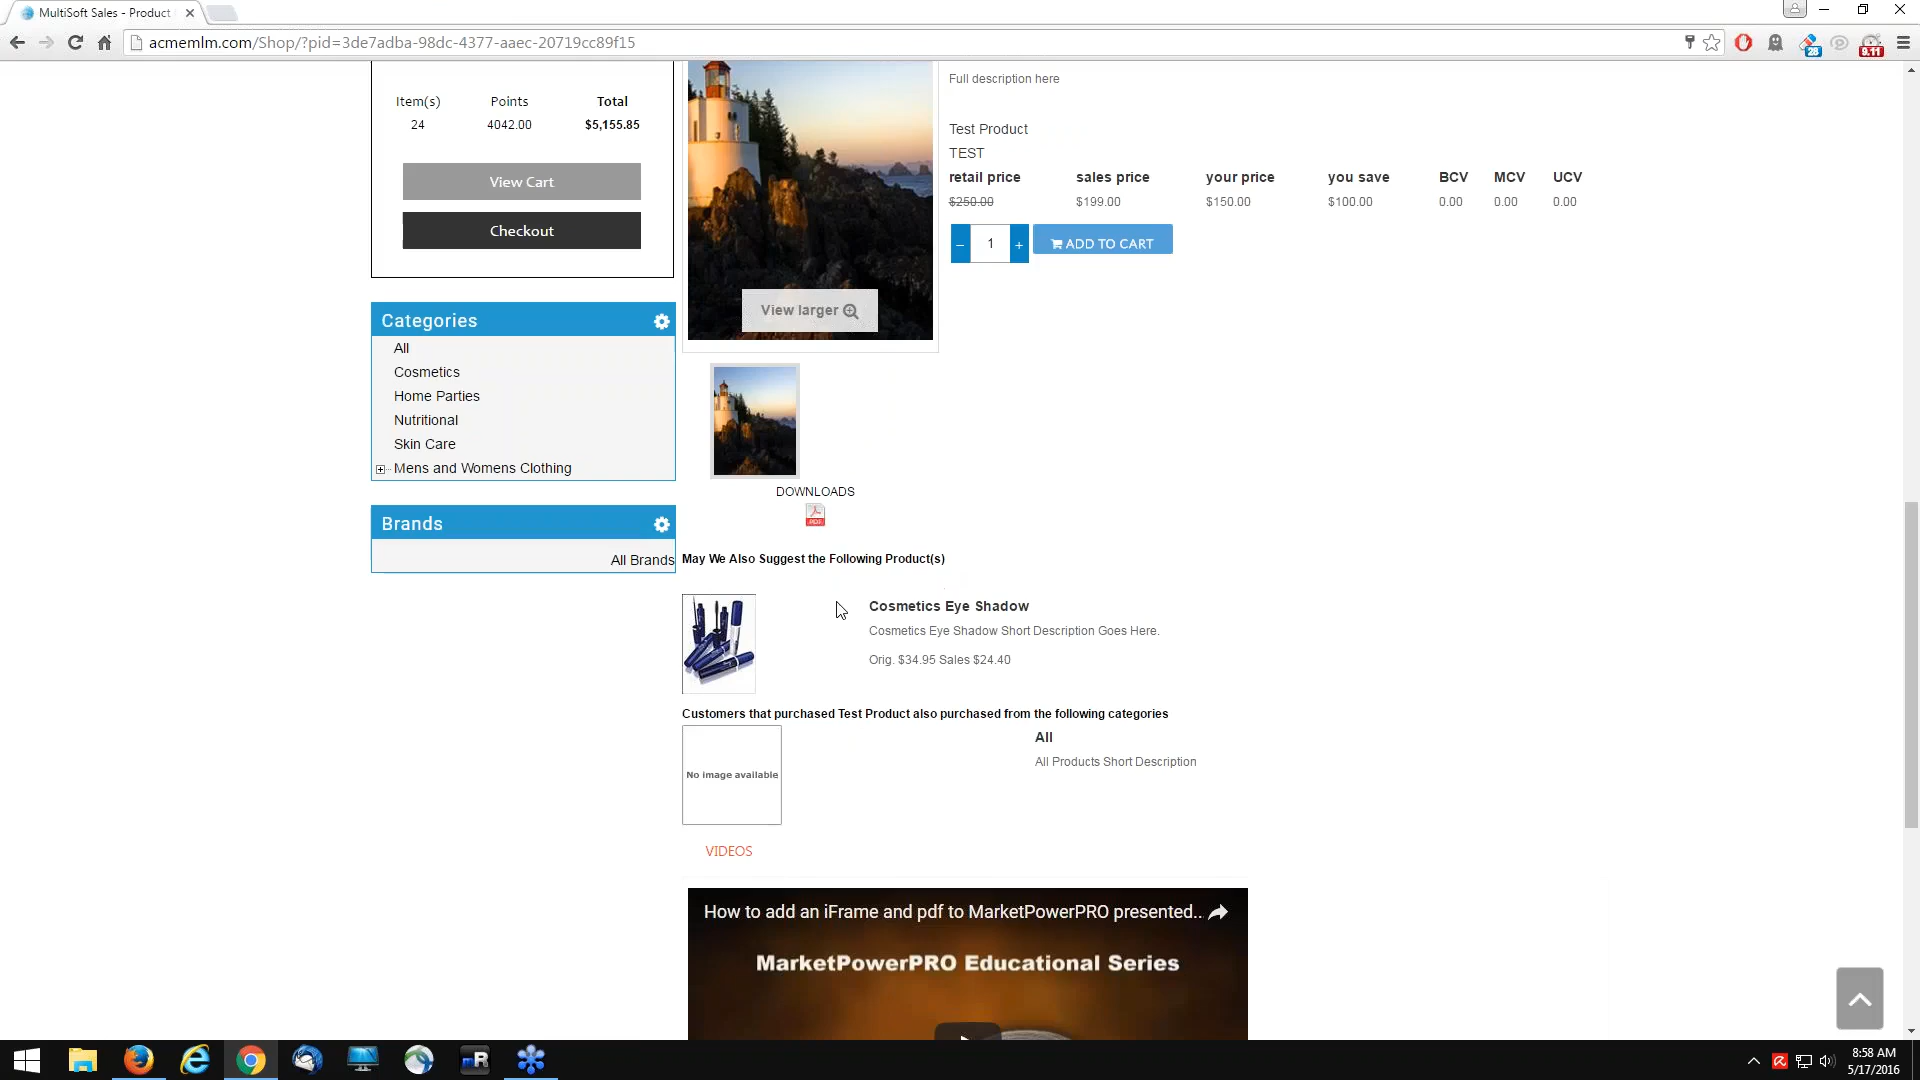 MultiSoft Sales - Product
acmemlm.com/Shop/?pid=3de7adba-98dc-4377-aaec-20719cc89f15
28
9.11
Item(s) Points Total
24 4042.00 $5,155.85
View Cart
Checkout
Categories
All
Cosmetics
Home Parties
Nutritional
Skin Care
Mens and Womens Clothing
Brands
All Brands
Full description here
Test Product
TEST
retail price sales price your price you save BCV MCV UCV
$250.00 $199.00 $150.00 $100.00 0.00 0.00 0.00
– 1 + ADD TO CART
View larger
DOWNLOADS
PDF
May We Also Suggest the Following Product(s)
Cosmetics Eye Shadow
Cosmetics Eye Shadow Short Description Goes Here.
Orig. $34.95 Sales $24.40
Customers that purchased Test Product also purchased from the following categories
No image available
All
All Products Short Description
VIDEOS
How to add an iFrame and pdf to MarketPowerPRO presented...
MarketPowerPRO Educational Series
mR
8:58 AM
5/17/2016